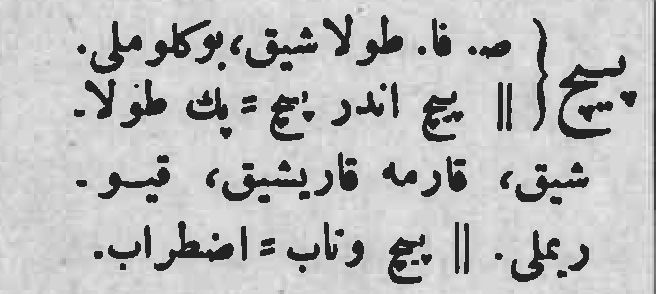 پیچ { ص. فا. طولاشیق، بوکلوملی.
|| پیچ اندر پیچ = پك طولا-
شیق، قارمه قاریشیق، قیو-
ریملی. || پیچ وتاب = اضطراب.